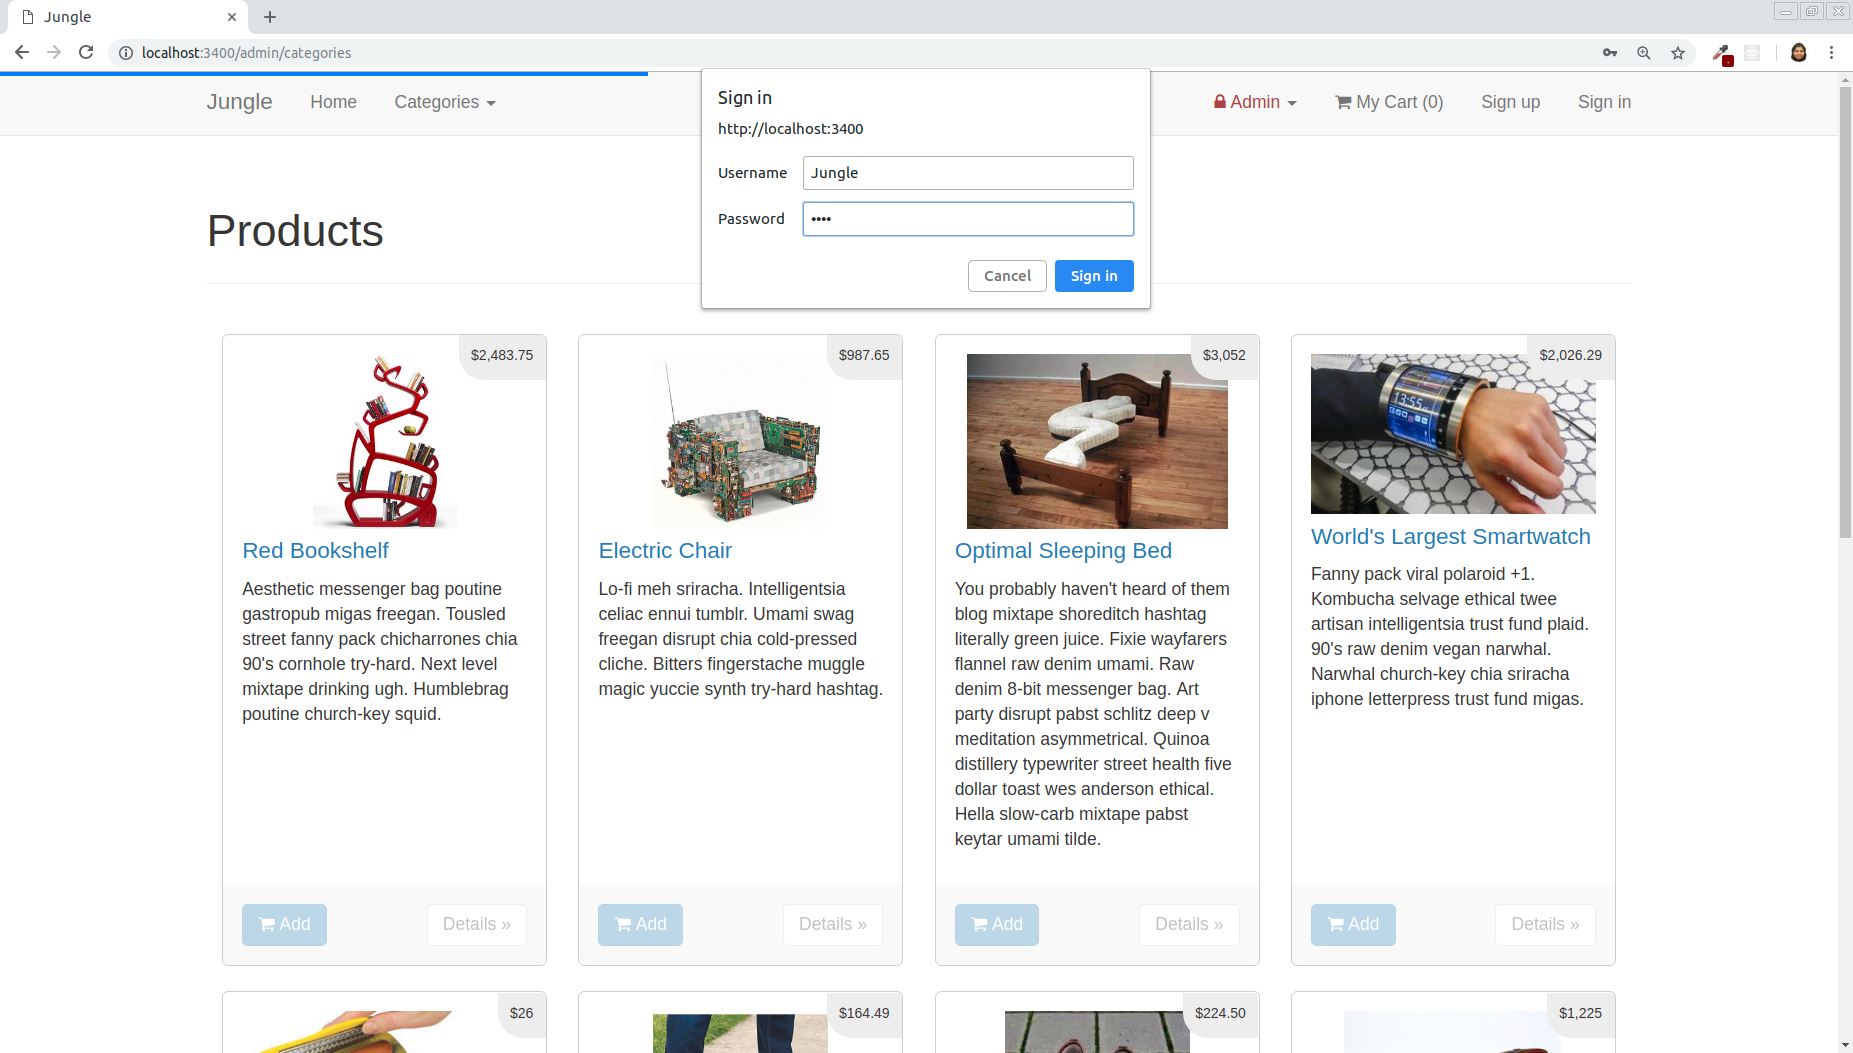 Jungle
localhost:3400/admin/categories
Jungle
Home
Categories
Admin
My Cart (0)
Sign up
Sign in
Sign in
http://localhost:3400
Username
Jungle
Password
••••
Cancel
Sign in
Products
$2,483.75
Red Bookshelf
Aesthetic messenger bag poutine
gastropub migas freegan. Tousled
street fanny pack chicharrones chia
90's cornhole try-hard. Next level
mixtape drinking ugh. Humblebrag
poutine church-key squid.
Add
Details »
$987.65
Electric Chair
Lo-fi meh sriracha. Intelligentsia
celiac ennui tumblr. Umami swag
freegan disrupt chia cold-pressed
cliche. Bitters fingerstache muggle
magic yuccie synth try-hard hashtag.
Add
Details »
$3,052
Optimal Sleeping Bed
You probably haven't heard of them
blog mixtape shoreditch hashtag
literally green juice. Fixie wayfarers
flannel raw denim umami. Raw
denim 8-bit messenger bag. Art
party disrupt pabst schlitz deep v
meditation asymmetrical. Quinoa
distillery typewriter street health five
dollar toast wes anderson ethical.
Hella slow-carb mixtape pabst
keytar umami tilde.
Add
Details »
$2,026.29
13:55
World's Largest Smartwatch
Fanny pack viral polaroid +1.
Kombucha selvage ethical twee
artisan intelligentsia trust fund plaid.
90's raw denim vegan narwhal.
Narwhal church-key chia sriracha
iphone letterpress trust fund migas.
Add
Details »
$26
$164.49
$224.50
$1,225